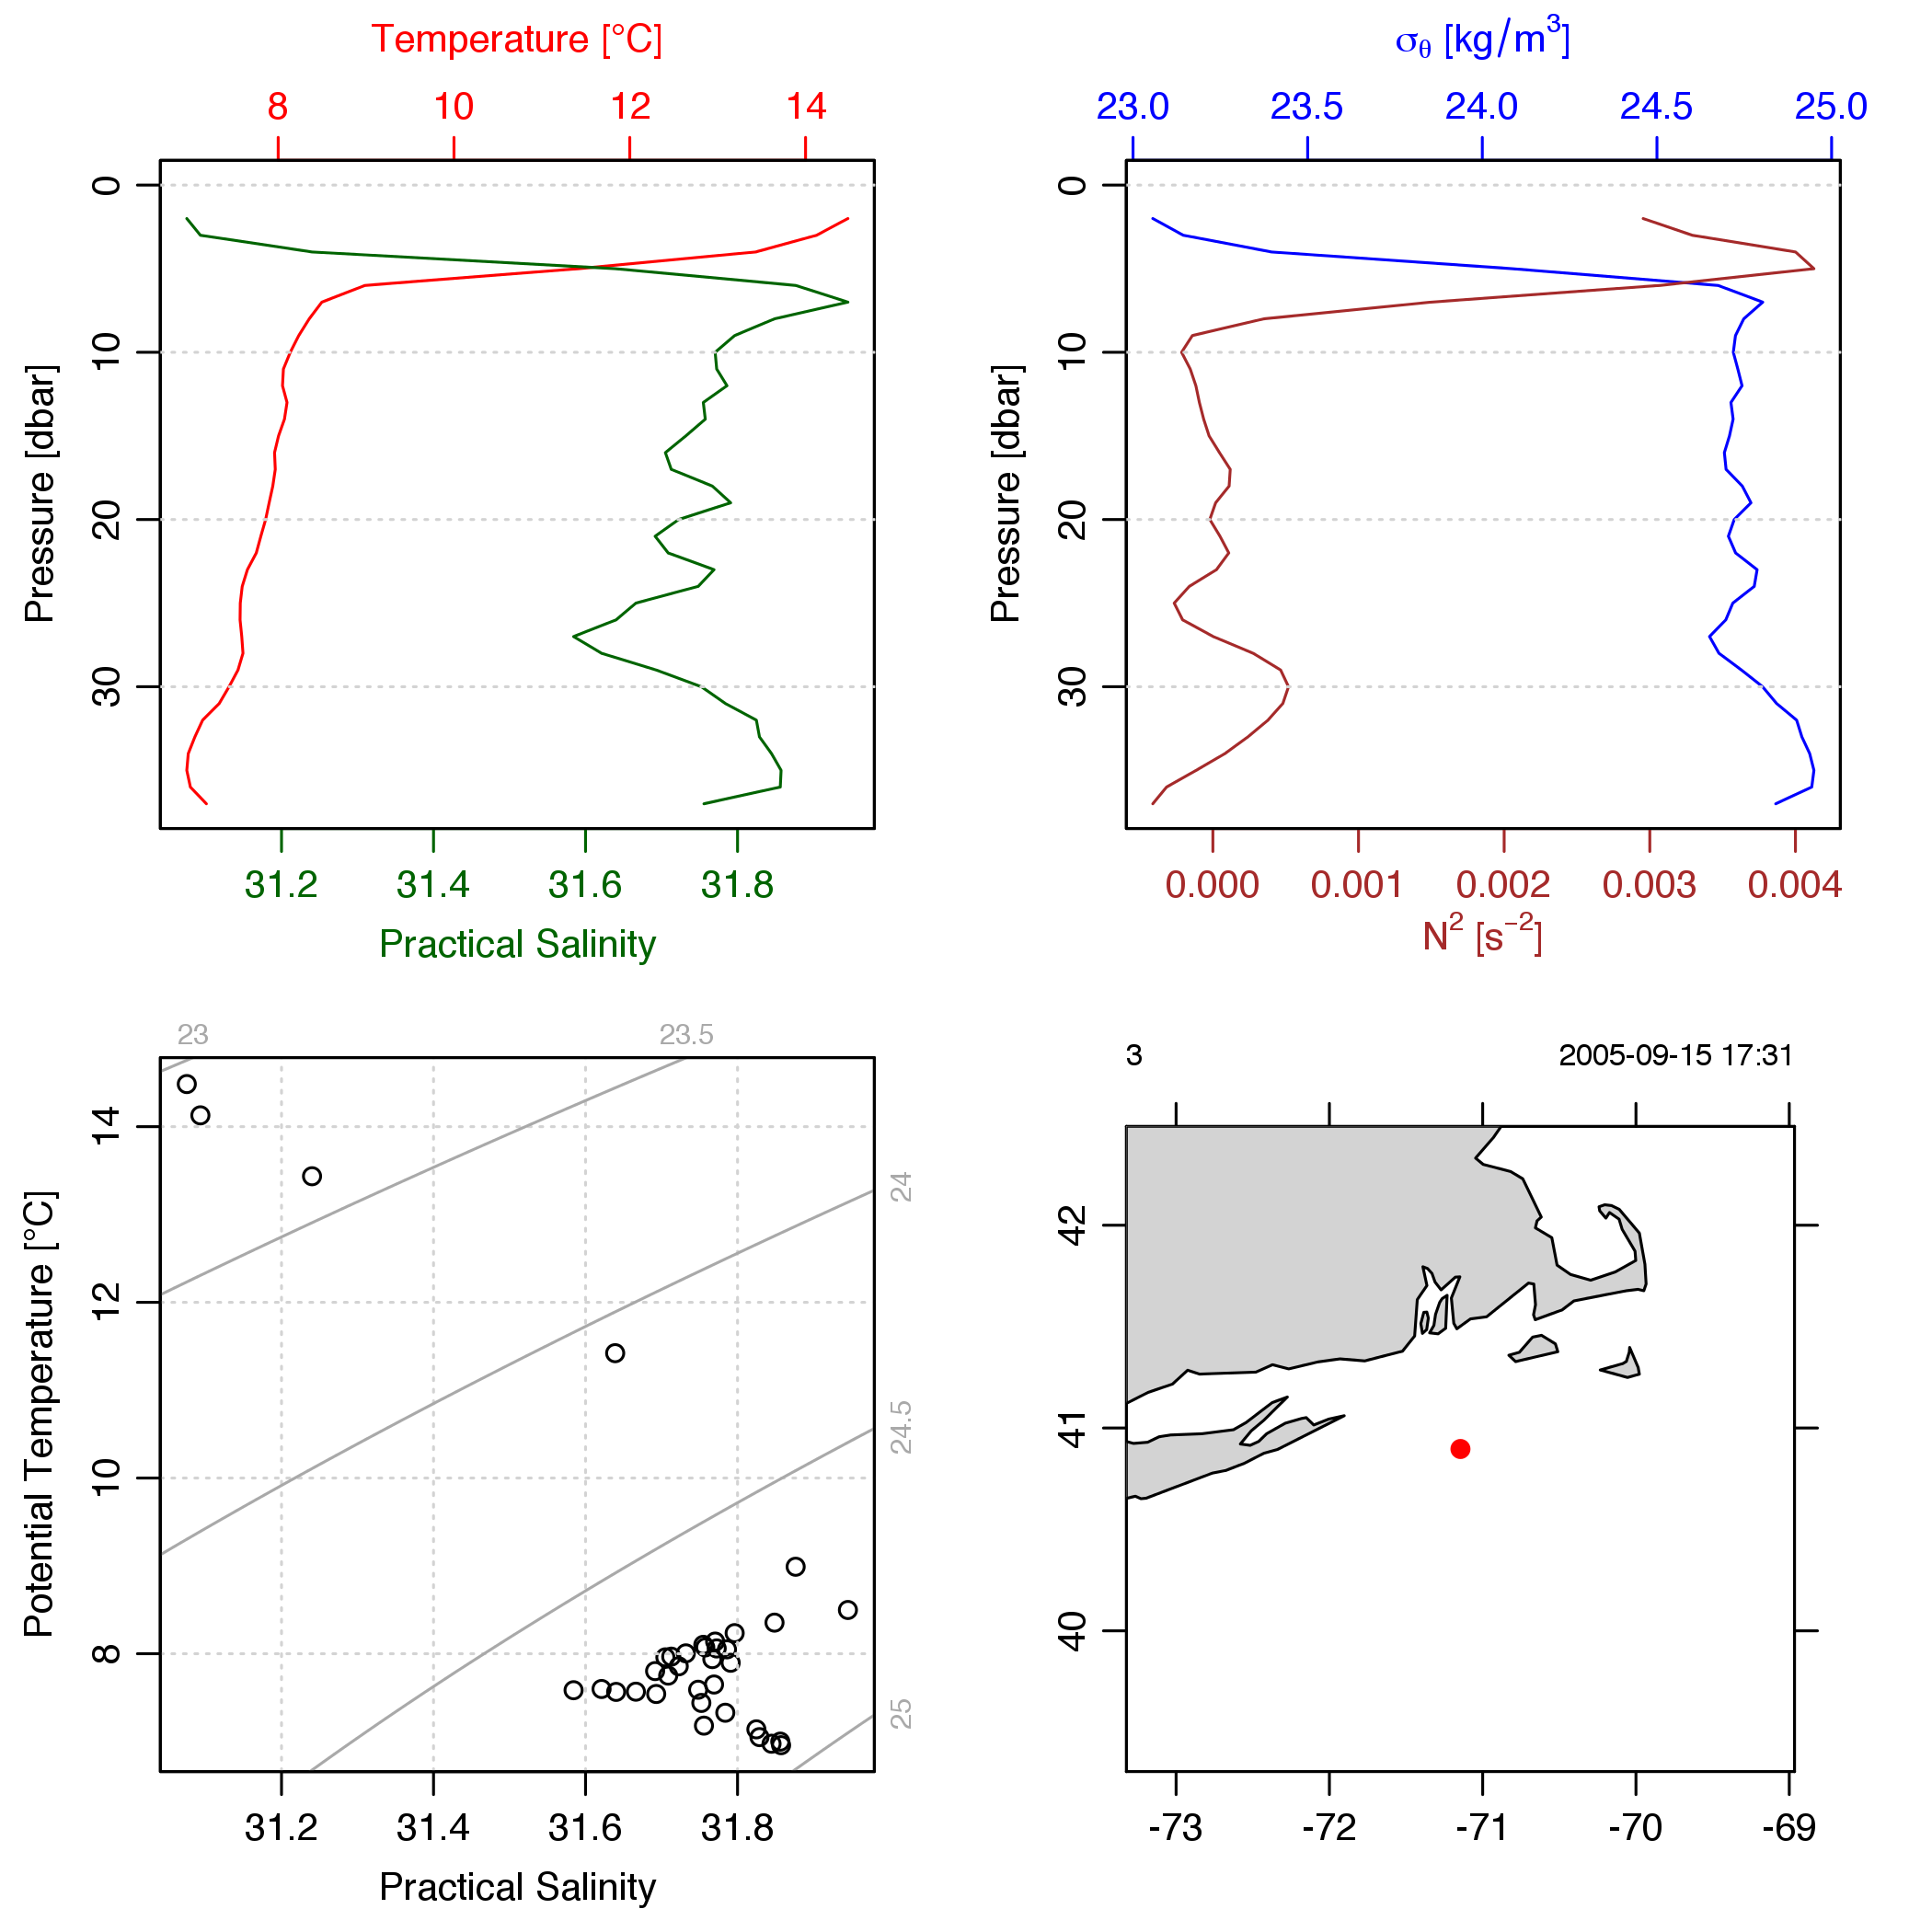 Temperature [°C]
8 10 12 14
Pressure [dbar]
0
10
20
30
31.2 31.4 31.6 31.8
Practical Salinity
σθ [kg/m³]
23.0 23.5 24.0 24.5 25.0
Pressure [dbar]
0
10
20
30
0.000 0.001 0.002 0.003 0.004
N² [s⁻²]
23 23.5
24
24.5
25
Potential Temperature [°C]
14
12
10
8
31.2 31.4 31.6 31.8
Practical Salinity
3 2005-09-15 17:31
42
41
40
-73 -72 -71 -70 -69